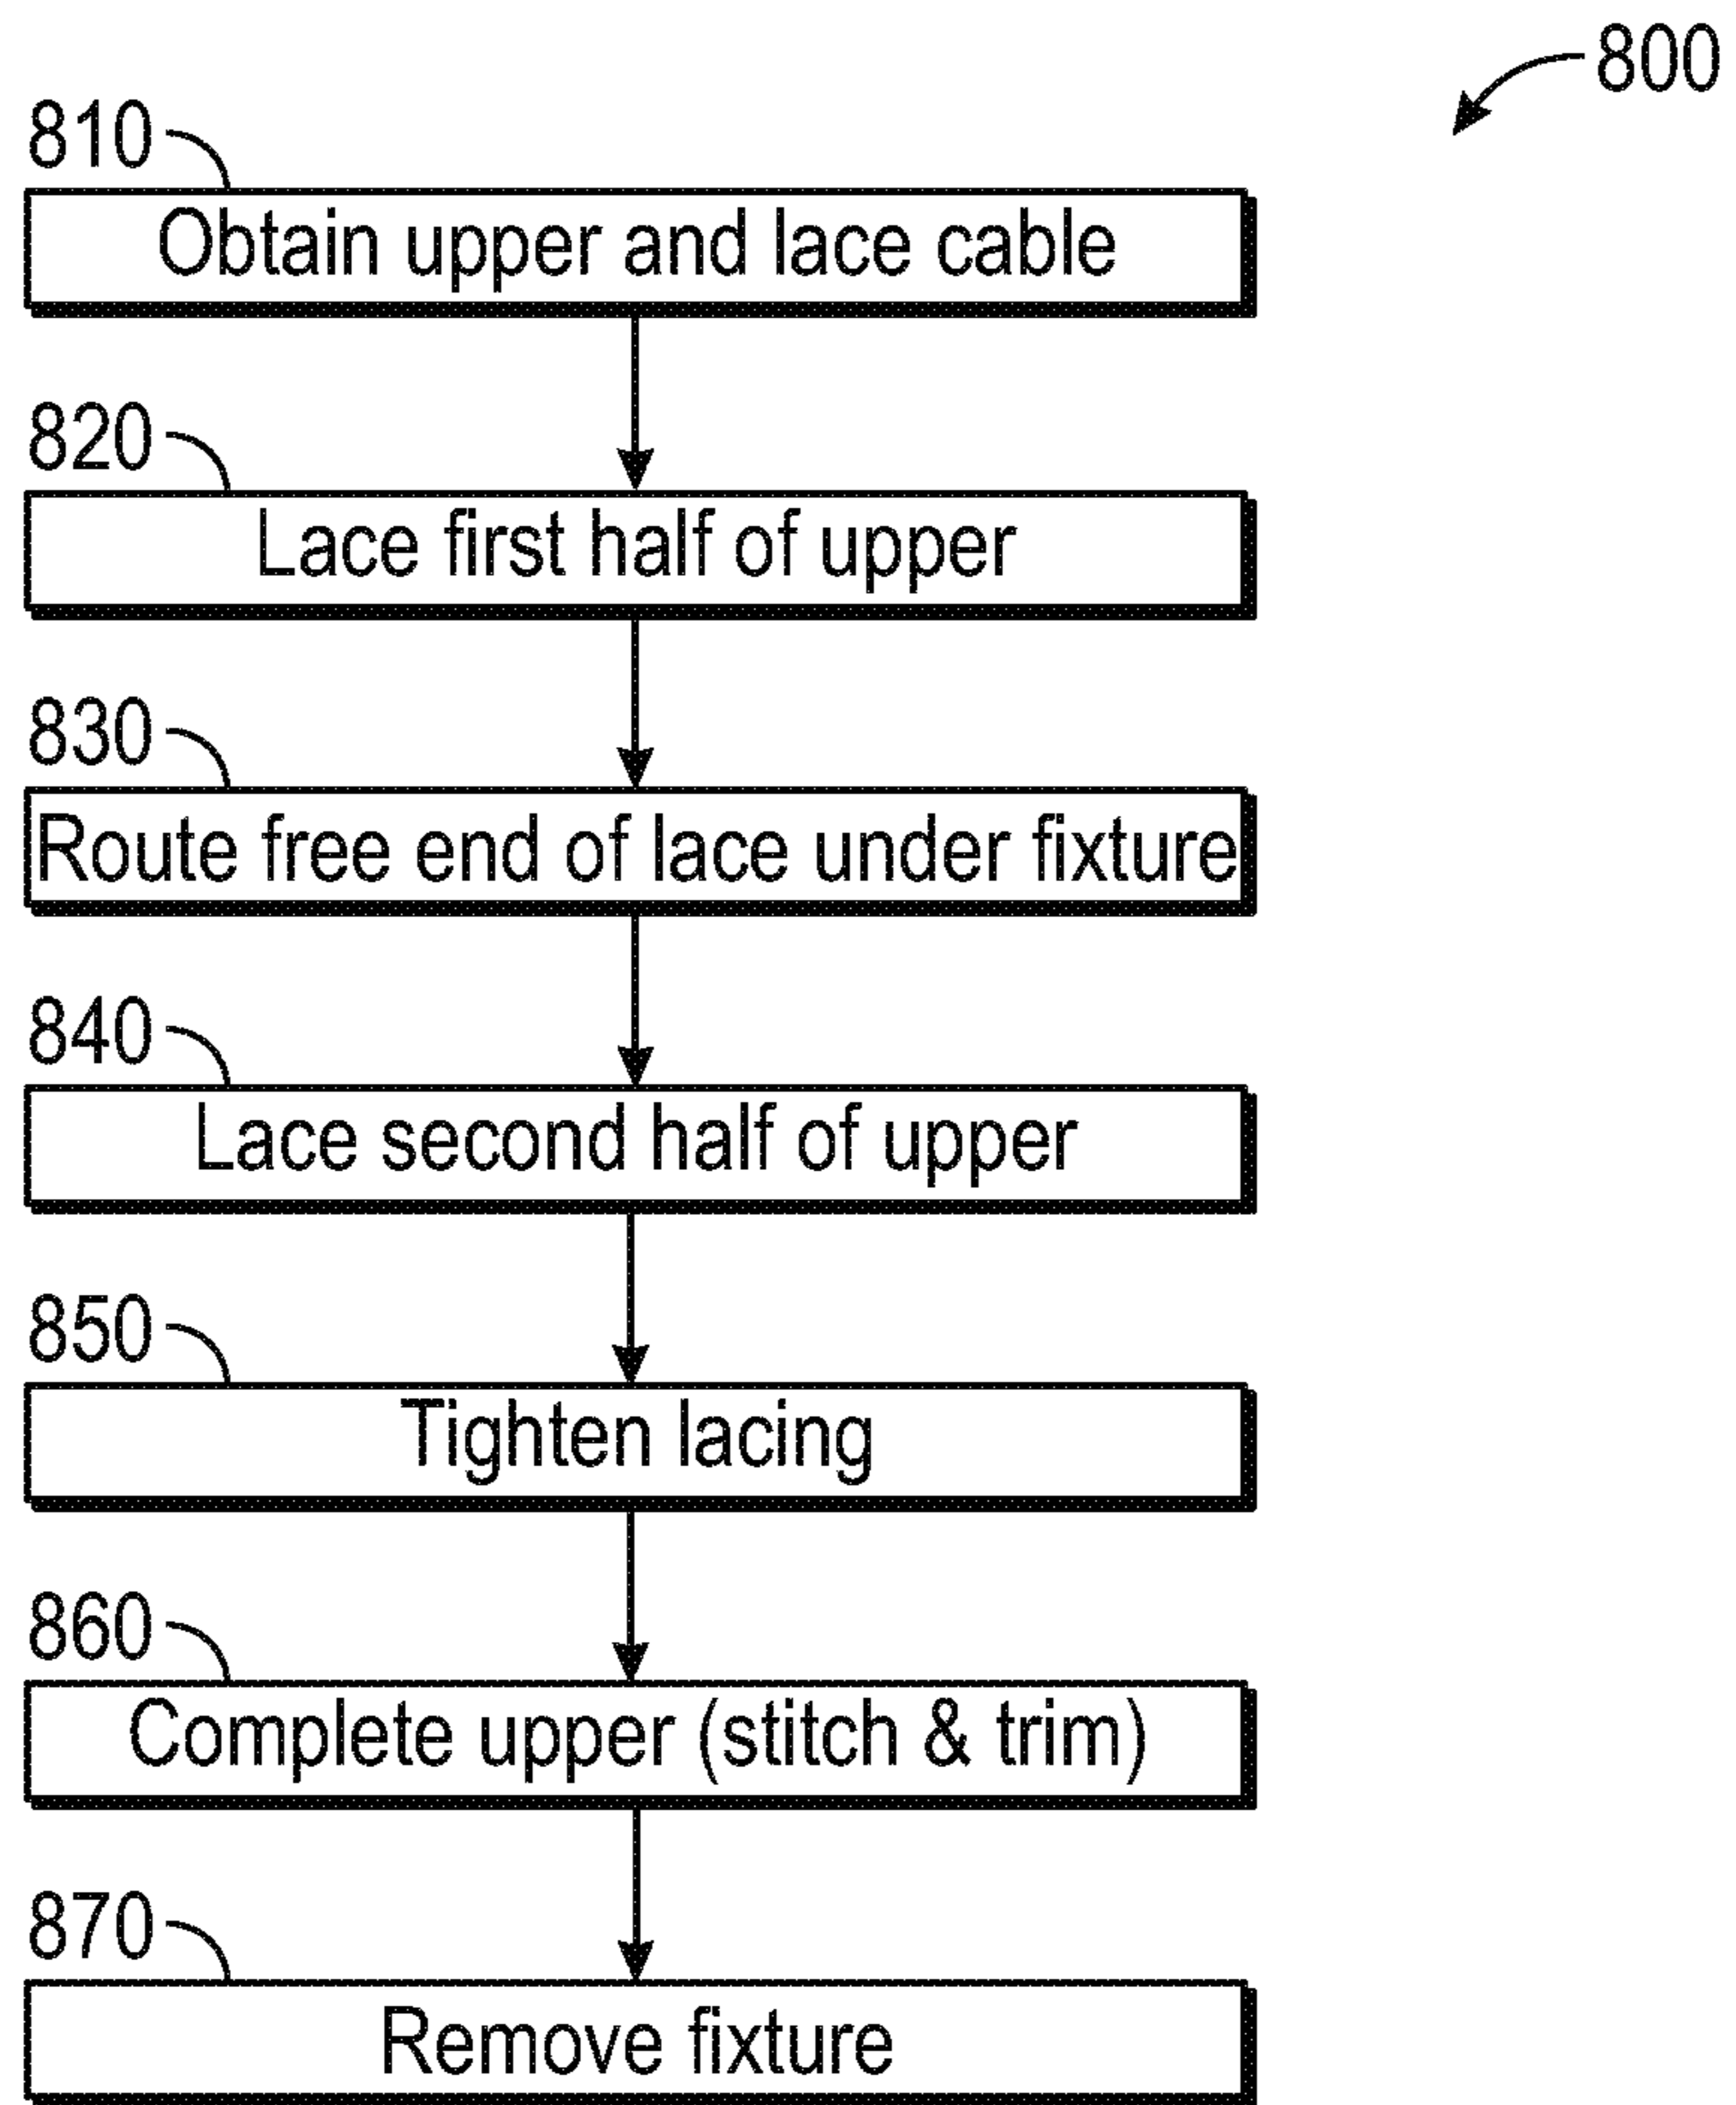 800
810
Obtain upper and lace cable
820
Lace first half of upper
830
Route free end of lace under fixture
840
Lace second half of upper
850
Tighten lacing
860
Complete upper (stitch & trim)
870
Remove fixture